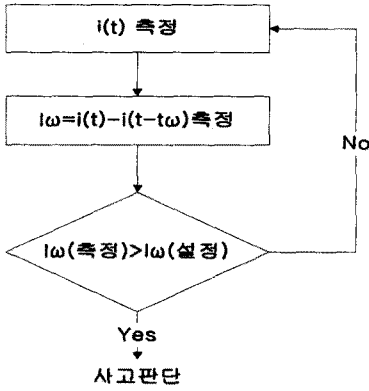 i(t) 측정
Iω=i(t)-i(t-tω)측정
No
Iω(측정)>Iω(설정)
Yes
사고판단